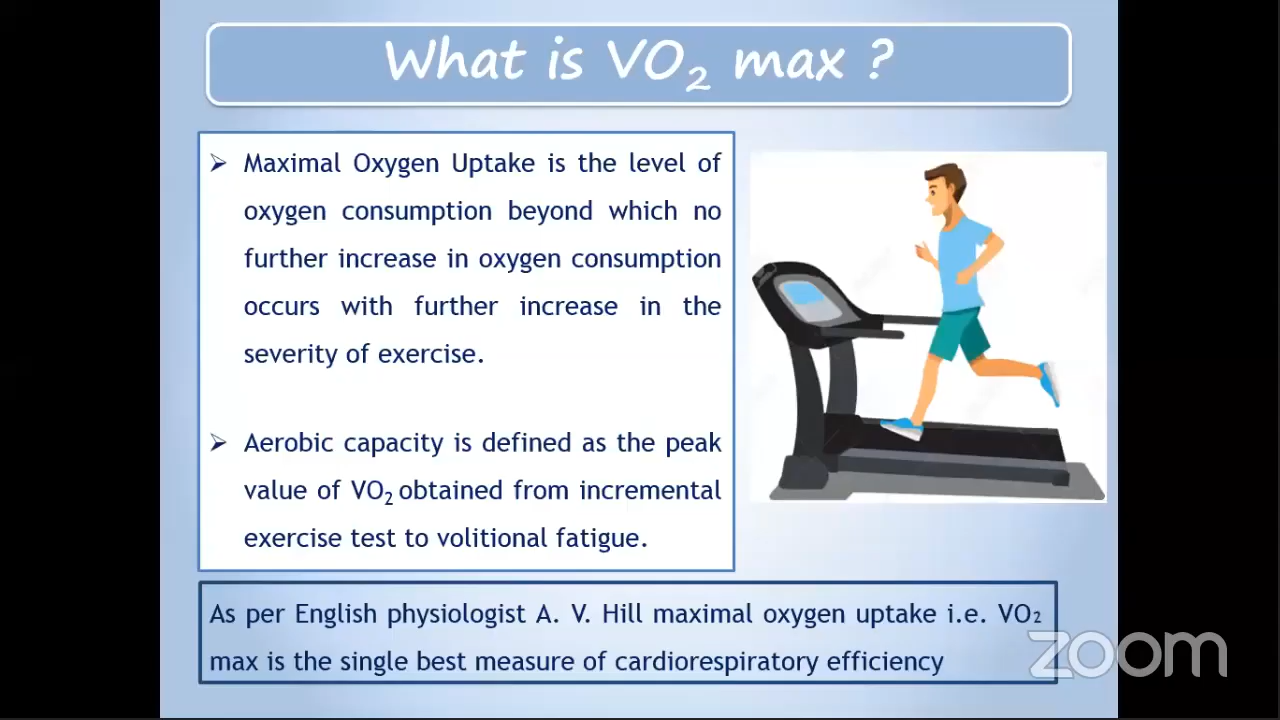 What is VO₂ max ?
➢ Maximal Oxygen Uptake is the level of
oxygen consumption beyond which no
further increase in oxygen consumption
occurs with further increase in the
severity of exercise.
➢ Aerobic capacity is defined as the peak
value of VO₂ obtained from incremental
exercise test to volitional fatigue.
As per English physiologist A. V. Hill maximal oxygen uptake i.e. VO₂
max is the single best measure of cardiorespiratory efficiency
zoom